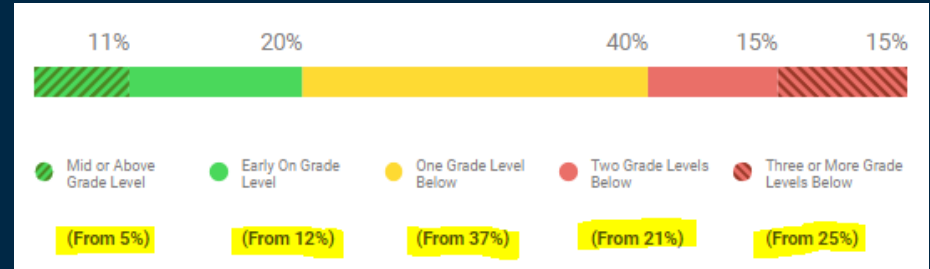 11% 20% 40% 15% 15%
Mid or Above Grade Level
Early On Grade Level
One Grade Level Below
Two Grade Levels Below
Three or More Grade Levels Below
(From 5%) (From 12%) (From 37%) (From 21%) (From 25%)